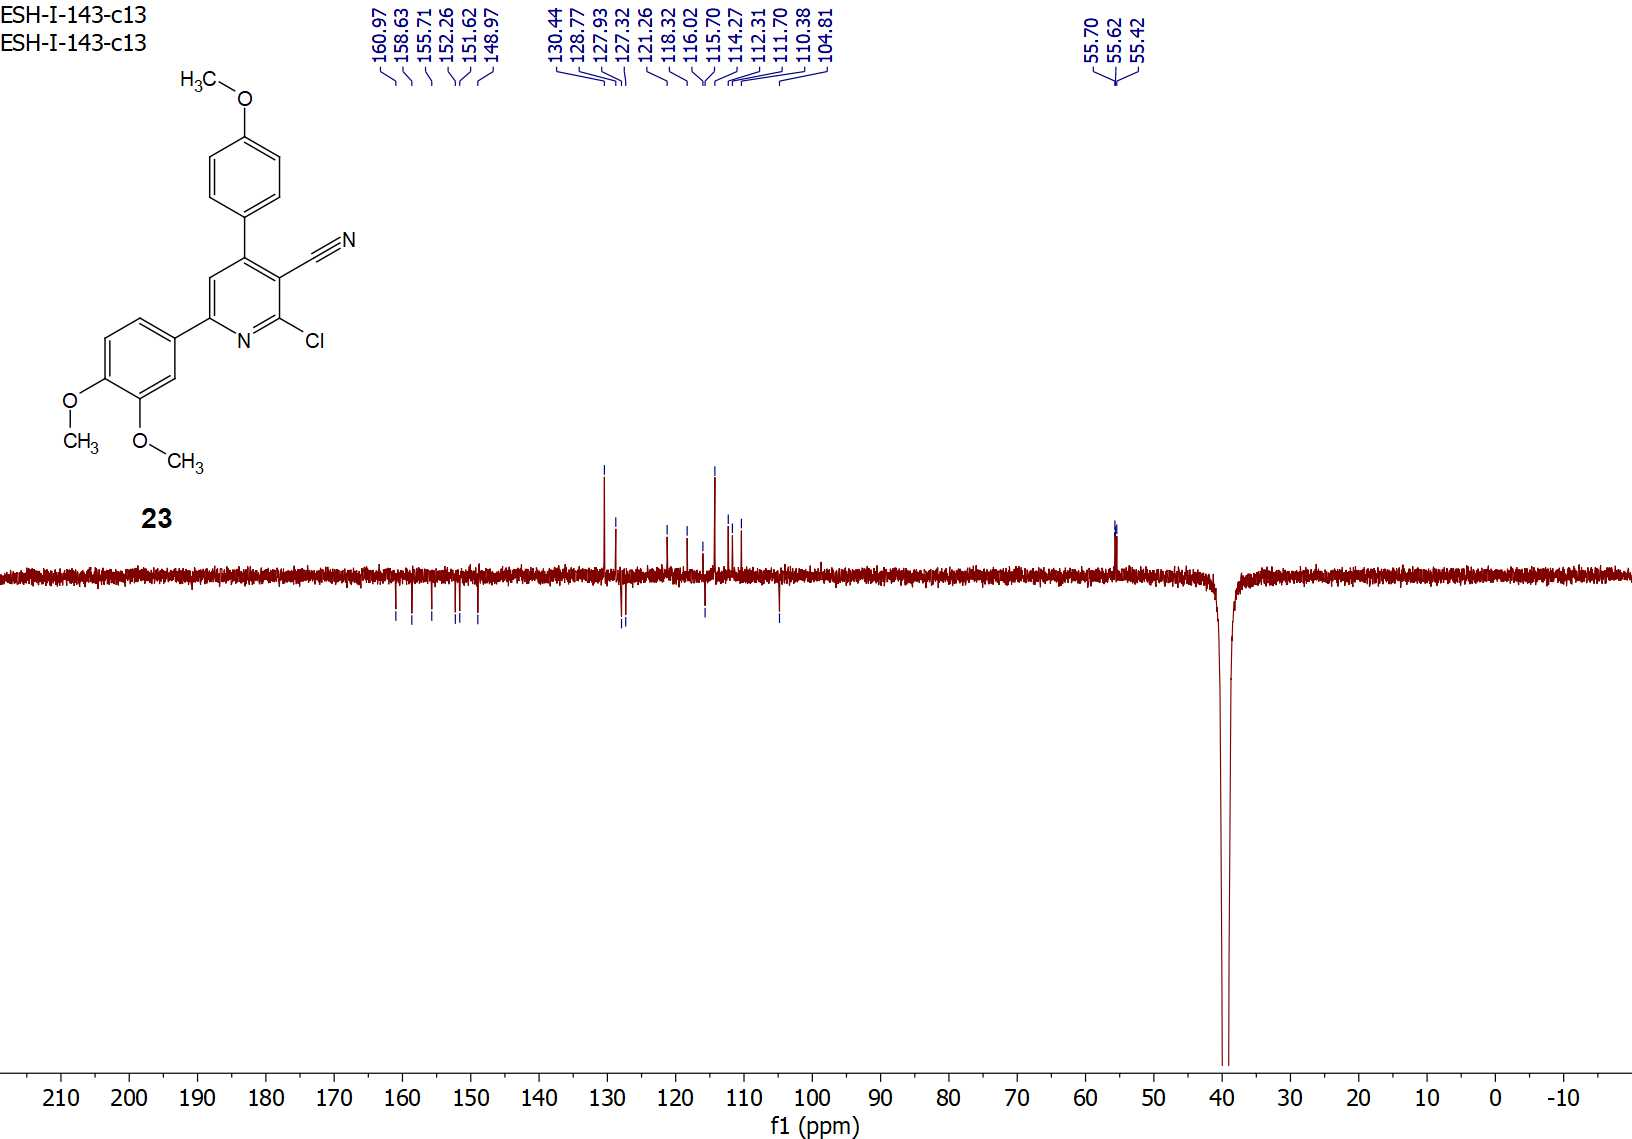 ESH-I-143-c13
ESH-I-143-c13
160.97
158.63
155.71
152.26
151.62
148.97
130.44
128.77
127.93
127.32
121.26
118.32
116.02
115.70
114.27
112.31
111.70
110.38
104.81
55.70
55.62
55.42
H3C
O
N
N
Cl
O
CH3
O
CH3
23
210 200 190 180 170 160 150 140 130 120 110 100 90 80 70 60 50 40 30 20 10 0 -10
f1 (ppm)